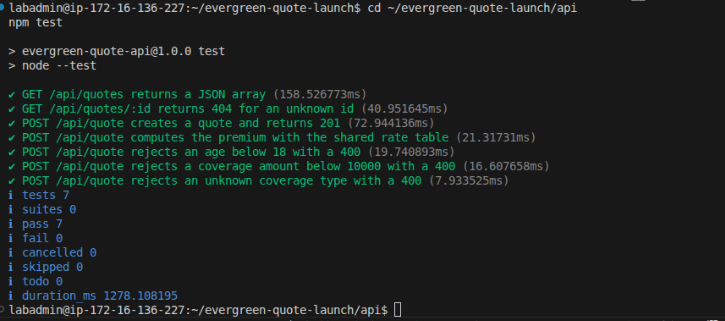 labadmin@ip-172-16-136-227:~/evergreen-quote-launch$ cd ~/evergreen-quote-launch/api
npm test
> evergreen-quote-api@1.0.0 test
> node --test
✔ GET /api/quotes returns a JSON array (158.526773ms)
✔ GET /api/quotes/:id returns 404 for an unknown id (40.951645ms)
✔ POST /api/quote creates a quote and returns 201 (72.944136ms)
✔ POST /api/quote computes the premium with the shared rate table (21.31731ms)
✔ POST /api/quote rejects an age below 18 with a 400 (19.740893ms)
✔ POST /api/quote rejects a coverage amount below 10000 with a 400 (16.607658ms)
✔ POST /api/quote rejects an unknown coverage type with a 400 (7.933525ms)
ℹ tests 7
ℹ suites 0
ℹ pass 7
ℹ fail 0
ℹ cancelled 0
ℹ skipped 0
ℹ todo 0
ℹ duration_ms 1278.108195
labadmin@ip-172-16-136-227:~/evergreen-quote-launch/api$